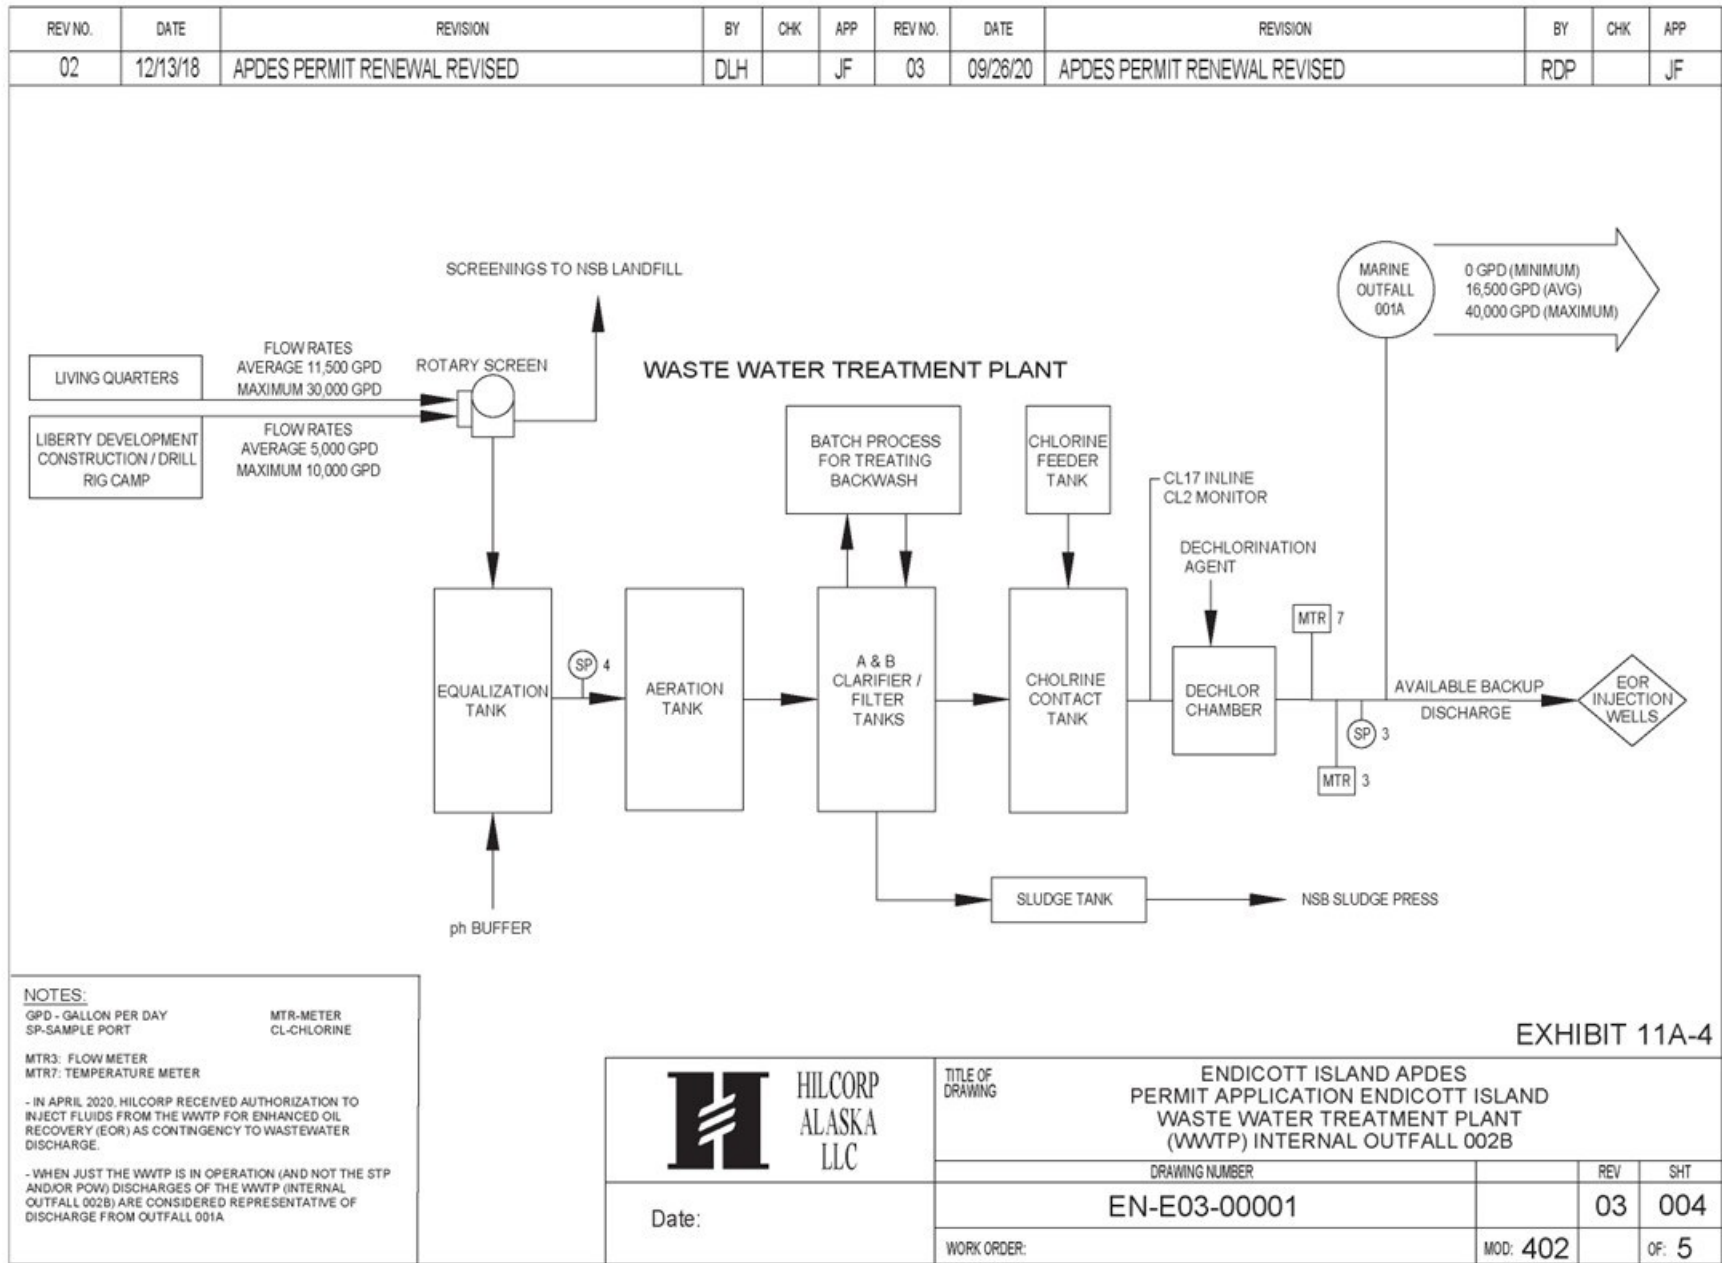 REV NO. DATE REVISION BY CHK APP REV NO. DATE REVISION BY CHK APP
02 12/13/18 APDES PERMIT RENEWAL REVISED DLH JF 03 09/26/20 APDES PERMIT RENEWAL REVISED RDP JF
SCREENINGS TO NSB LANDFILL
MARINE
OUTFALL
001A
0 GPD (MINIMUM)
16,500 GPD (AVG)
40,000 GPD (MAXIMUM)
LIVING QUARTERS
FLOW RATES
AVERAGE 11,500 GPD
MAXIMUM 30,000 GPD
ROTARY SCREEN
WASTE WATER TREATMENT PLANT
LIBERTY DEVELOPMENT
CONSTRUCTION / DRILL
RIG CAMP
FLOW RATES
AVERAGE 5,000 GPD
MAXIMUM 10,000 GPD
BATCH PROCESS
FOR TREATING
BACKWASH
CHLORINE
FEEDER
TANK
CL17 INLINE
CL2 MONITOR
DECHLORINATION
AGENT
MTR 7
SP 4
EQUALIZATION
TANK
AERATION
TANK
A & B
CLARIFIER /
FILTER
TANKS
CHOLRINE
CONTACT
TANK
DECHLOR
CHAMBER
AVAILABLE BACKUP
DISCHARGE
EOR
INJECTION
WELLS
SP 3
MTR 3
SLUDGE TANK
NSB SLUDGE PRESS
ph BUFFER
NOTES:
GPD - GALLON PER DAY MTR-METER
SP-SAMPLE PORT CL-CHLORINE
MTR3: FLOW METER
MTR7: TEMPERATURE METER
- IN APRIL 2020, HILCORP RECEIVED AUTHORIZATION TO
INJECT FLUIDS FROM THE WWTP FOR ENHANCED OIL
RECOVERY (EOR) AS CONTINGENCY TO WASTEWATER
DISCHARGE.
- WHEN JUST THE WWTP IS IN OPERATION (AND NOT THE STP
AND/OR POW) DISCHARGES OF THE WWTP (INTERNAL
OUTFALL 002B) ARE CONSIDERED REPRESENTATIVE OF
DISCHARGE FROM OUTFALL 001A
EXHIBIT 11A-4
HILCORP
ALASKA
LLC
Date:
TITLE OF
DRAWING
ENDICOTT ISLAND APDES
PERMIT APPLICATION ENDICOTT ISLAND
WASTE WATER TREATMENT PLANT
(WWTP) INTERNAL OUTFALL 002B
DRAWING NUMBER REV SHT
EN-E03-00001 03 004
WORK ORDER: MOD: 402 OF: 5